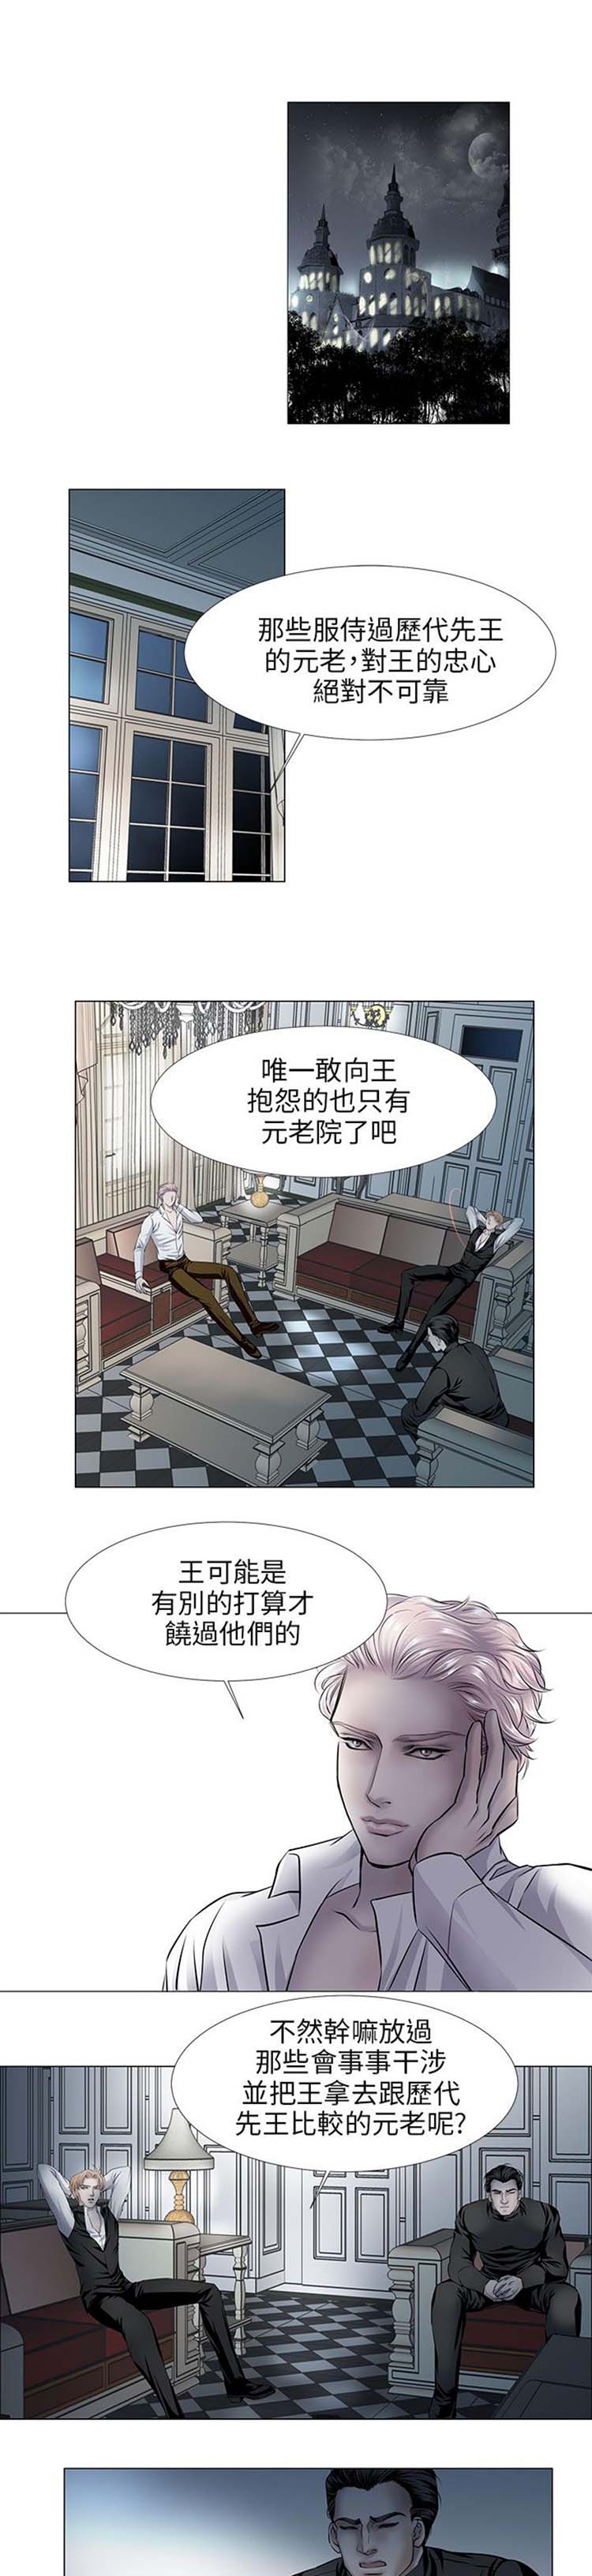 那些服侍過歷代先王
的元老，對王的忠心
絕對不可靠
唯一敢向王
抱怨的也只有
元老院了吧
王可能是
有別的打算才
饒過他們的
不然幹嘛放過
那些會事事干涉
並把王拿去跟歷代
先王比較的元老呢?